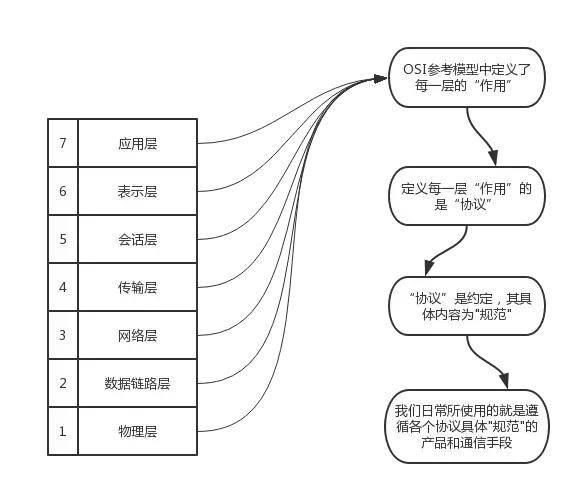 OSI参考模型中定义了
每一层的“作用”
7 应用层
6 表示层
5 会话层
4 传输层
3 网络层
2 数据链路层
1 物理层
定义每一层“作用”的
是“协议”
“协议”是约定，其具
体内容为"规范"
我们日常所使用的就是遵
循各个协议具体"规范"的
产品和通信手段